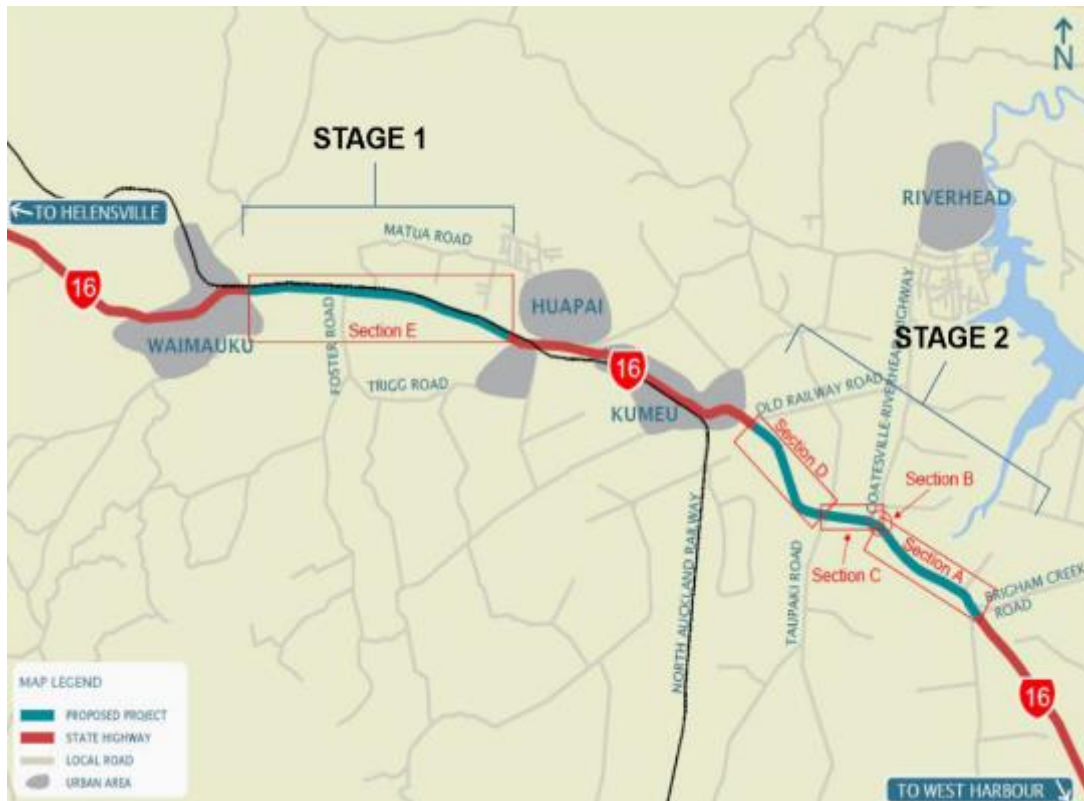 N
STAGE 1
RIVERHEAD
TO HELENSVILLE
MATUA ROAD
16
HUAPAI
Section E
WAIMAUKU
FOSTER ROAD
TRIGG ROAD
16
KUMEU
STAGE 2
OLD RAILWAY ROAD
COATESVILLE-RIVERHEAD HIGHWAY
Section D
Section B
Section C
Section A
TAUPAKI ROAD
BRIGHAM CREEK
ROAD
NORTH AUCKLAND RAILWAY
16
MAP LEGEND
PROPOSED PROJECT
STATE HIGHWAY
LOCAL ROAD
URBAN AREA
TO WEST HARBOUR